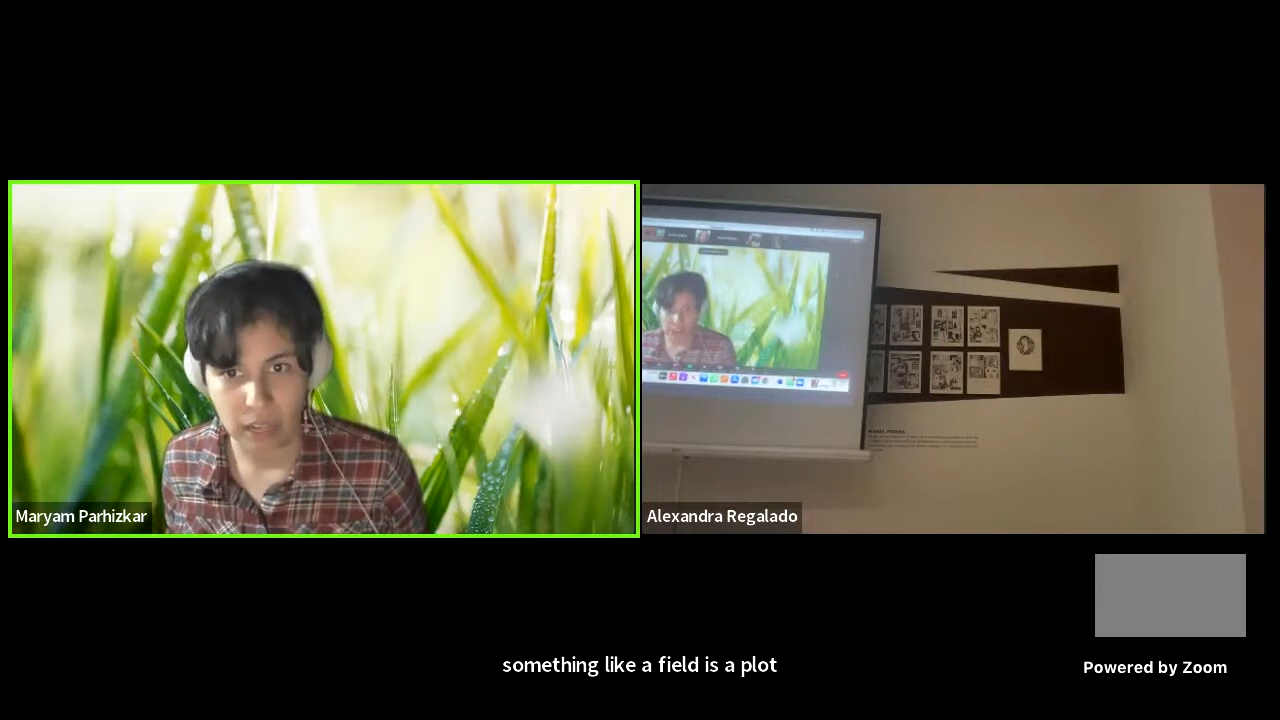 Maryam Parhizkar
Alexandra Regalado
something like a field is a plot
Powered by Zoom